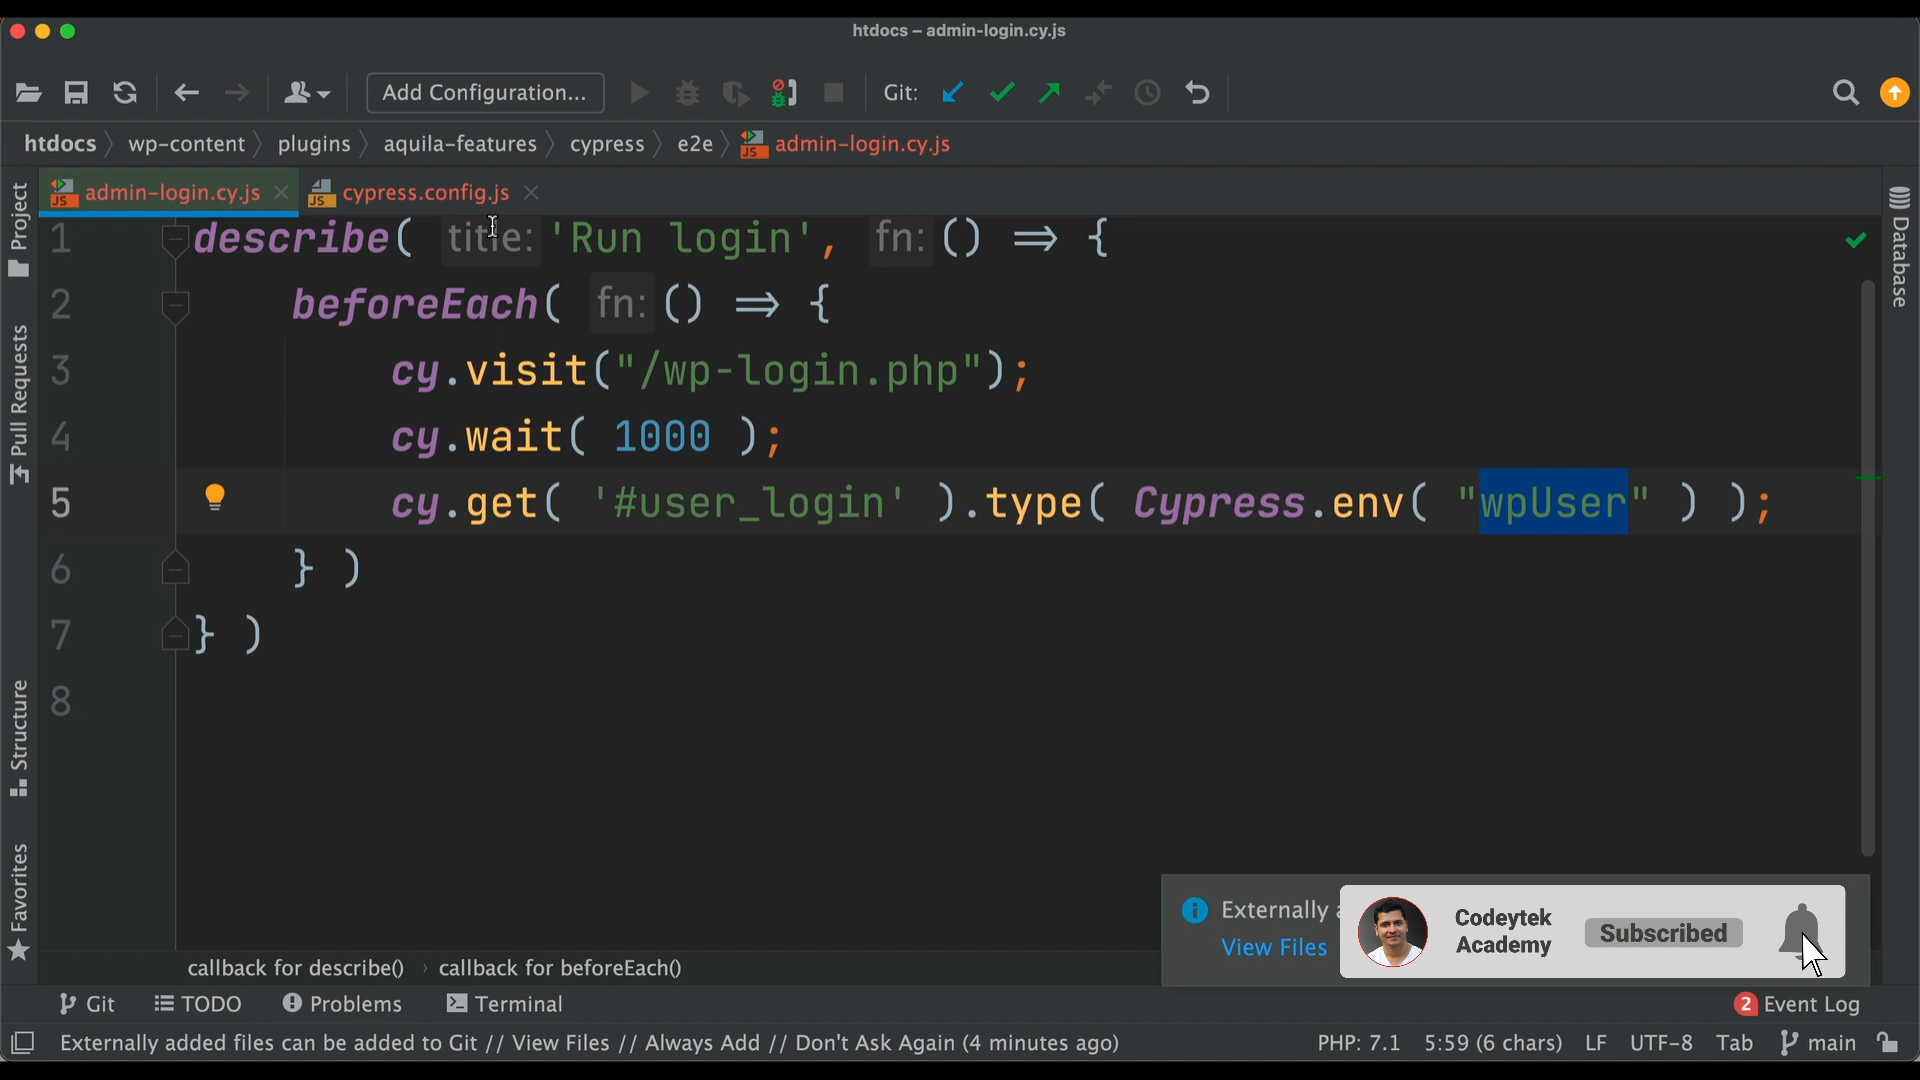 htdocs – admin-login.cy.js
Add Configuration... Git:
htdocs wp-content plugins aquila-features cypress e2e JS admin-login.cy.js
JS admin-login.cy.js JS cypress.config.js
Project
Pull Requests
Structure
Favorites
Database
1 describe( title: 'Run login', fn: () => {
2 beforeEach( fn: () => {
3 cy.visit("/wp-login.php");
4 cy.wait( 1000 );
5 cy.get( '#user_login' ).type( Cypress.env( "wpUser" ) );
6 } )
7 } )
8
Externally
View Files
Codeytek
Academy
Subscribed
callback for describe() › callback for beforeEach()
Git TODO Problems Terminal 2 Event Log
Externally added files can be added to Git // View Files // Always Add // Don't Ask Again (4 minutes ago) PHP: 7.1 5:59 (6 chars) LF UTF-8 Tab main